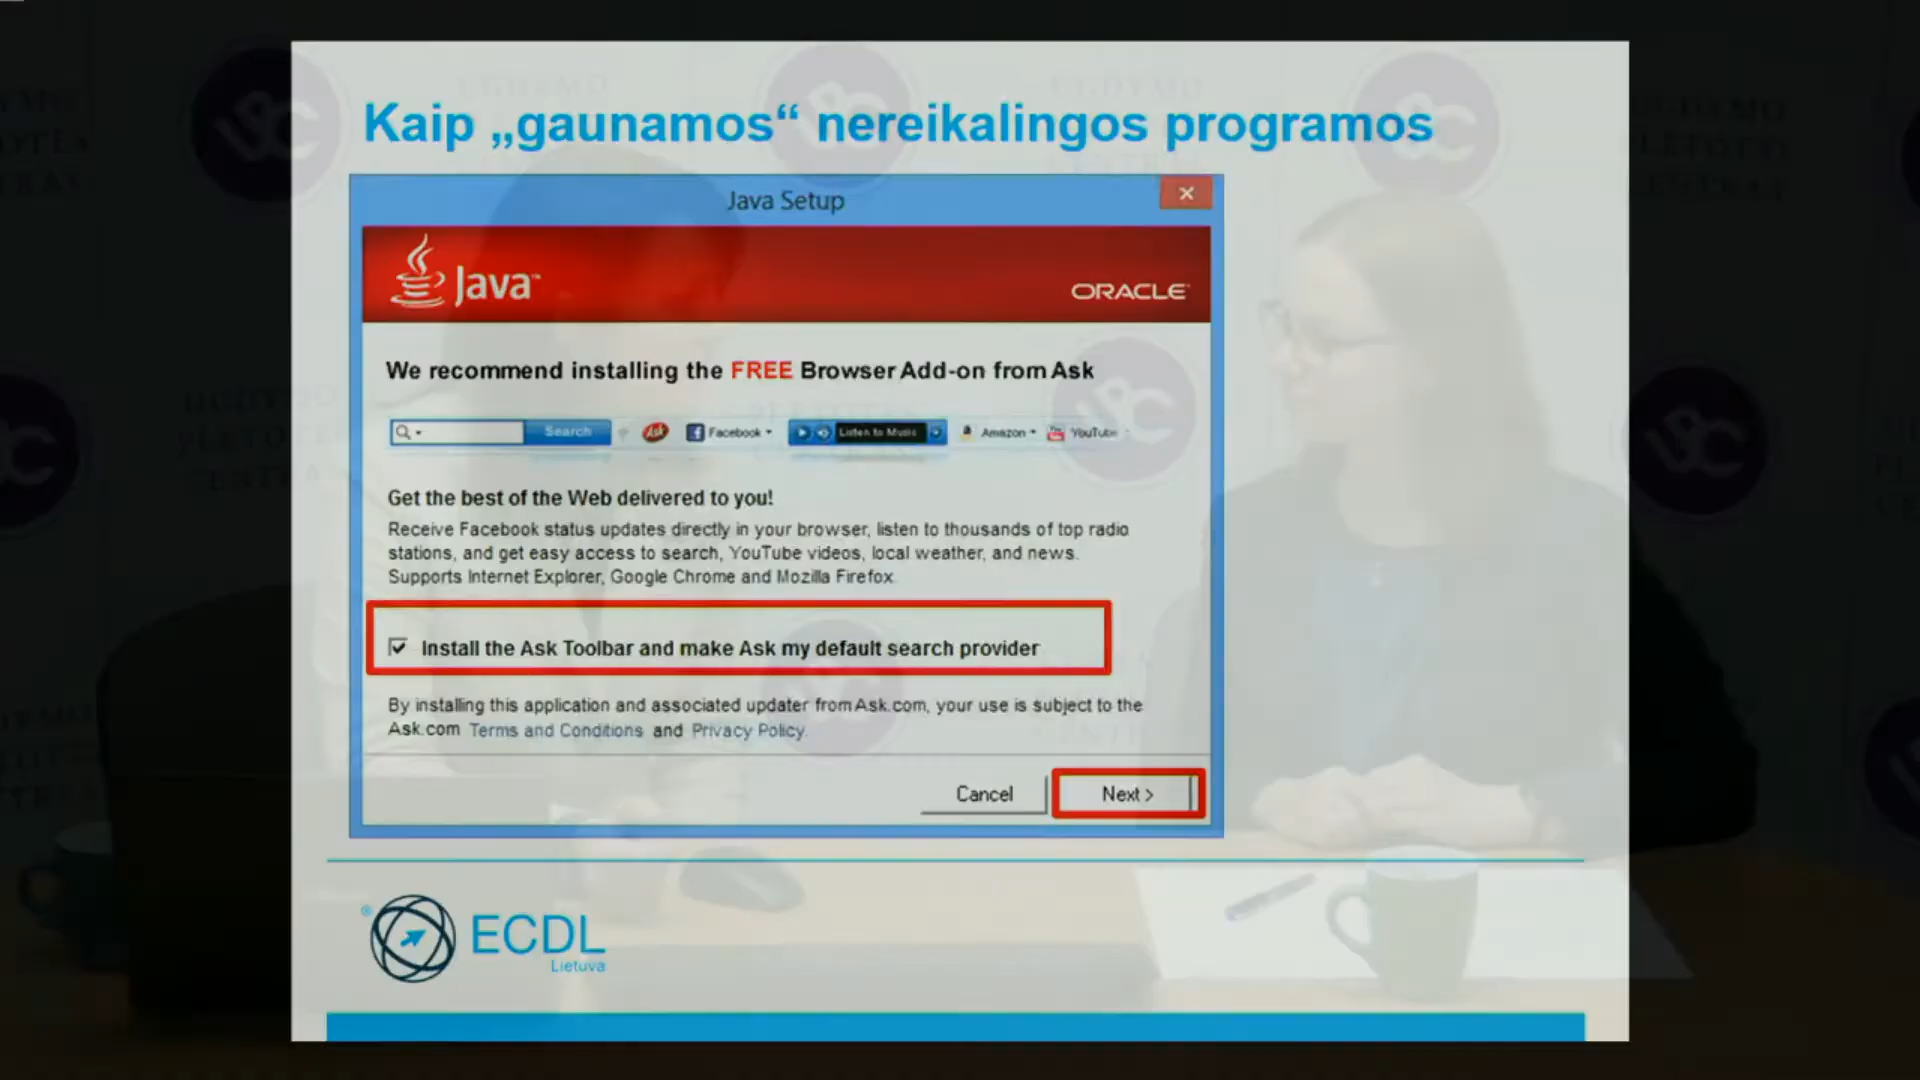 Kaip „gaunamos“ nereikalingos programos
Java Setup
Java™
ORACLE
We recommend installing the FREE Browser Add-on from Ask
Search Ask Facebook Listen to Music Amazon YouTube
Get the best of the Web delivered to you!
Receive Facebook status updates directly in your browser, listen to thousands of top radio
stations, and get easy access to search, YouTube videos, local weather, and news.
Supports Internet Explorer, Google Chrome and Mozilla Firefox.
Install the Ask Toolbar and make Ask my default search provider
By installing this application and associated updater from Ask.com, your use is subject to the
Ask.com Terms and Conditions and Privacy Policy.
Cancel
Next >
® ECDL
Lietuva